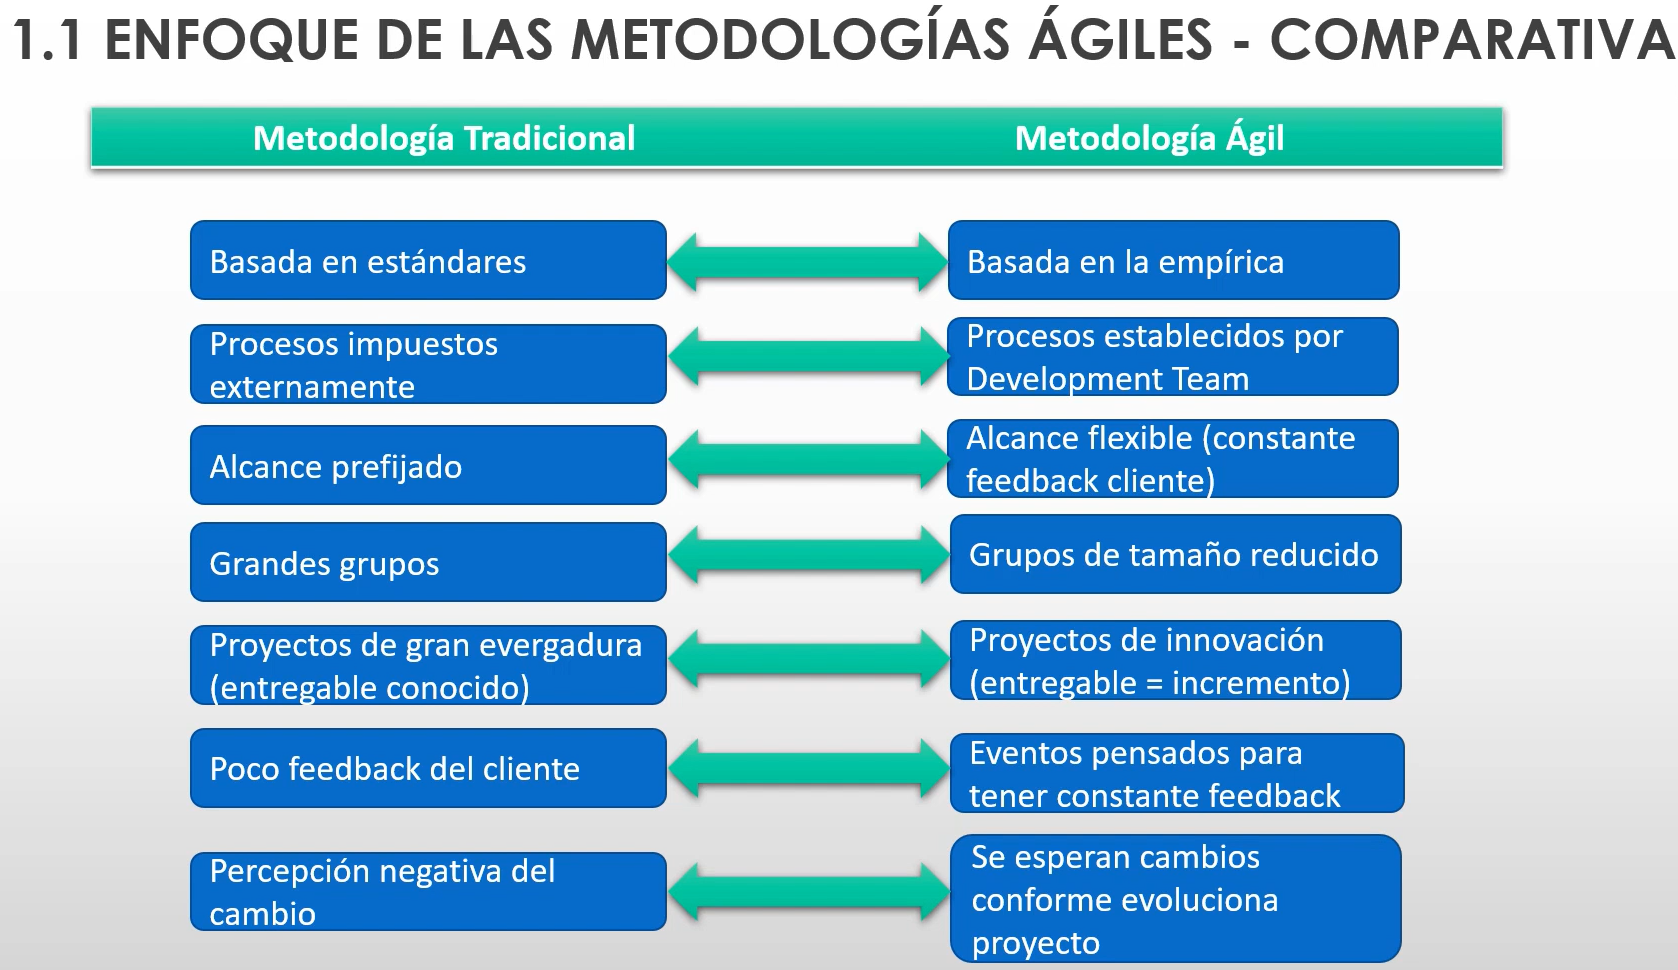 1.1 ENFOQUE DE LAS METODOLOGÍAS ÁGILES - COMPARATIVA
Metodología Tradicional
Metodología Ágil
Basada en estándares
Basada en la empírica
Procesos impuestos
externamente
Procesos establecidos por
Development Team
Alcance prefijado
Alcance flexible (constante
feedback cliente)
Grandes grupos
Grupos de tamaño reducido
Proyectos de gran evergadura
(entregable conocido)
Proyectos de innovación
(entregable = incremento)
Poco feedback del cliente
Eventos pensados para
tener constante feedback
Percepción negativa del
cambio
Se esperan cambios
conforme evoluciona
proyecto